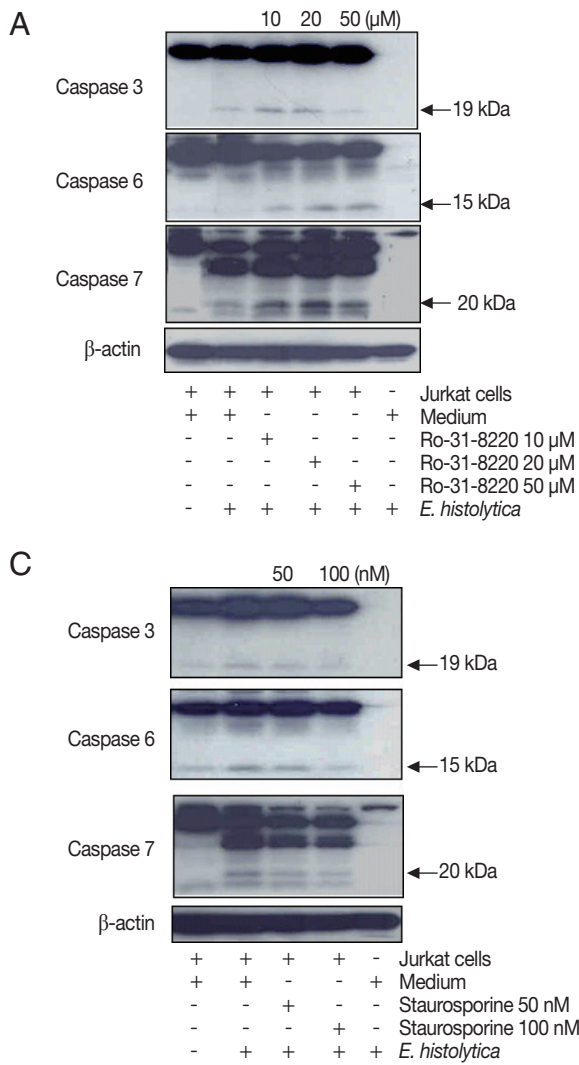 A
10 20 50 (µM)
Caspase 3
19 kDa
Caspase 6
15 kDa
Caspase 7
20 kDa
β-actin
+ + + + + - Jurkat cells
+ + - - - + Medium
- - + - - - Ro-31-8220 10 µM
- - - + - - Ro-31-8220 20 µM
- - - - + - Ro-31-8220 50 µM
- + + + + + E. histolytica
C
50 100 (nM)
Caspase 3
19 kDa
Caspase 6
15 kDa
Caspase 7
20 kDa
β-actin
+ + + + - Jurkat cells
+ + - - + Medium
- - + - - Staurosporine 50 nM
- - - + - Staurosporine 100 nM
- + + + + E. histolytica